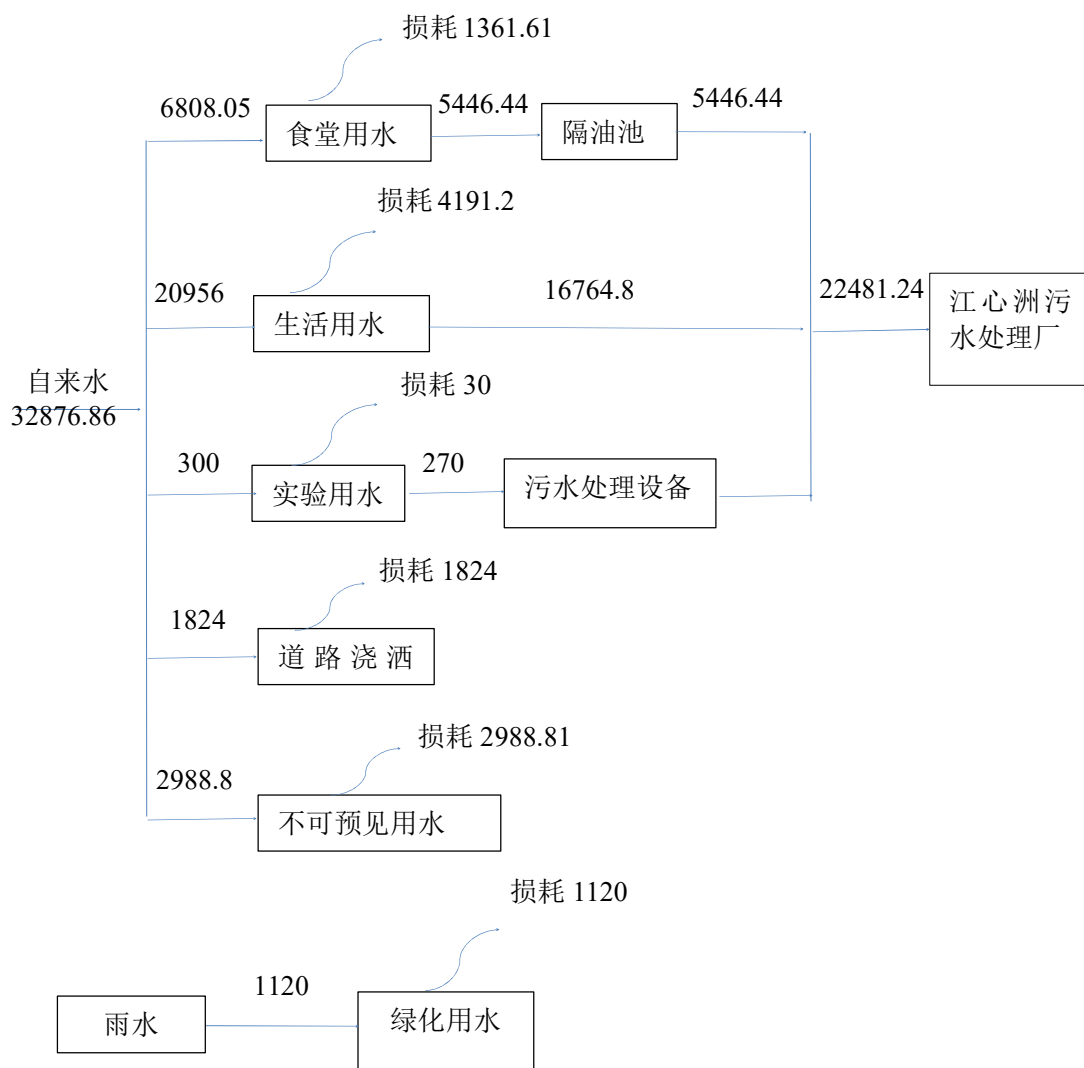 损耗 1361.61
6808.05
食堂用水
5446.44
隔油池
5446.44
损耗 4191.2
20956
生活用水
16764.8
22481.24
江心洲污
水处理厂
自来水
32876.86
损耗 30
300
实验用水
270
污水处理设备
损耗 1824
1824
道路浇洒
损耗 2988.81
2988.8
不可预见用水
损耗 1120
雨水
1120
绿化用水